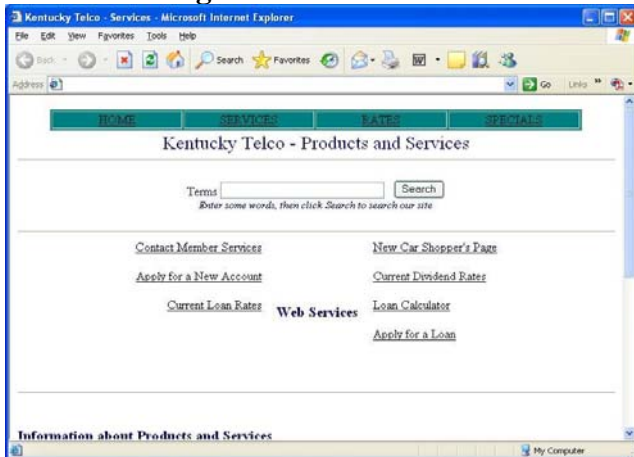 Kentucky Telco - Services - Microsoft Internet Explorer
File Edit View Favorites Tools Help
Back Search Favorites
Address Go Links »
HOME SERVICES RATES SPECIALS
Kentucky Telco - Products and Services
Terms Search
Enter some words, then click Search to search our site
Contact Member Services New Car Shopper's Page
Apply for a New Account Current Dividend Rates
Current Loan Rates Web Services Loan Calculator
Apply for a Loan
Information about Products and Services
My Computer